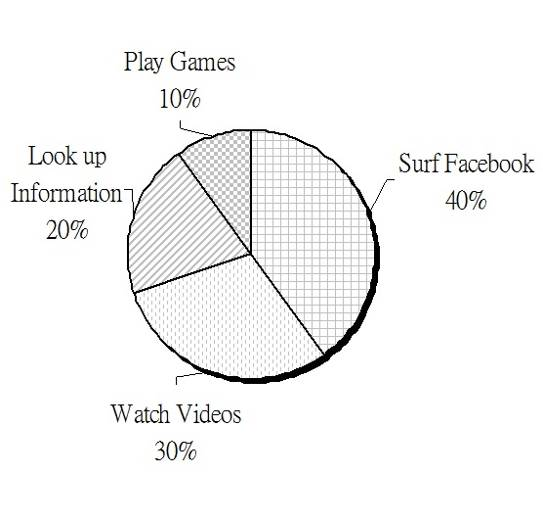 Play Games
10%
Surf Facebook
40%
Look up
Information
20%
Watch Videos
30%